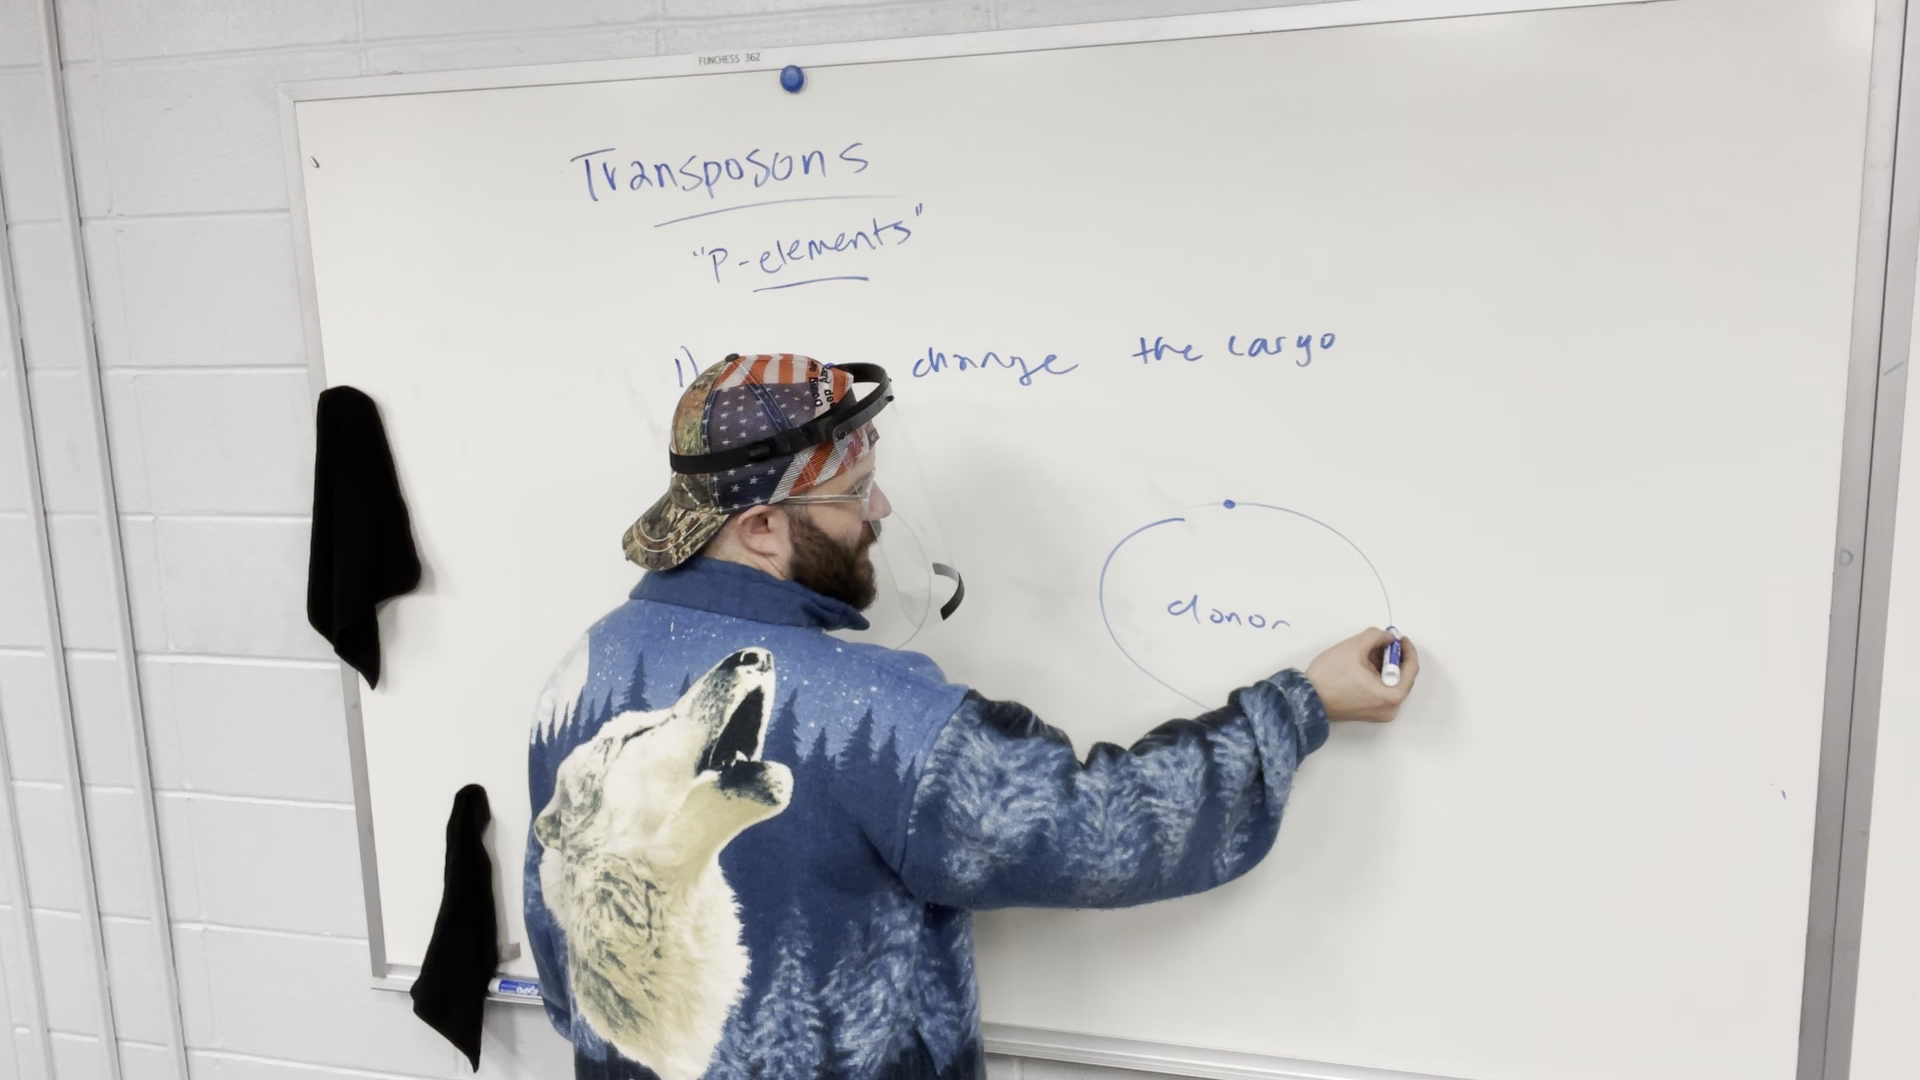 FUNCHESS 362
Transposons
"P-elements"
1) change the cargo
donor